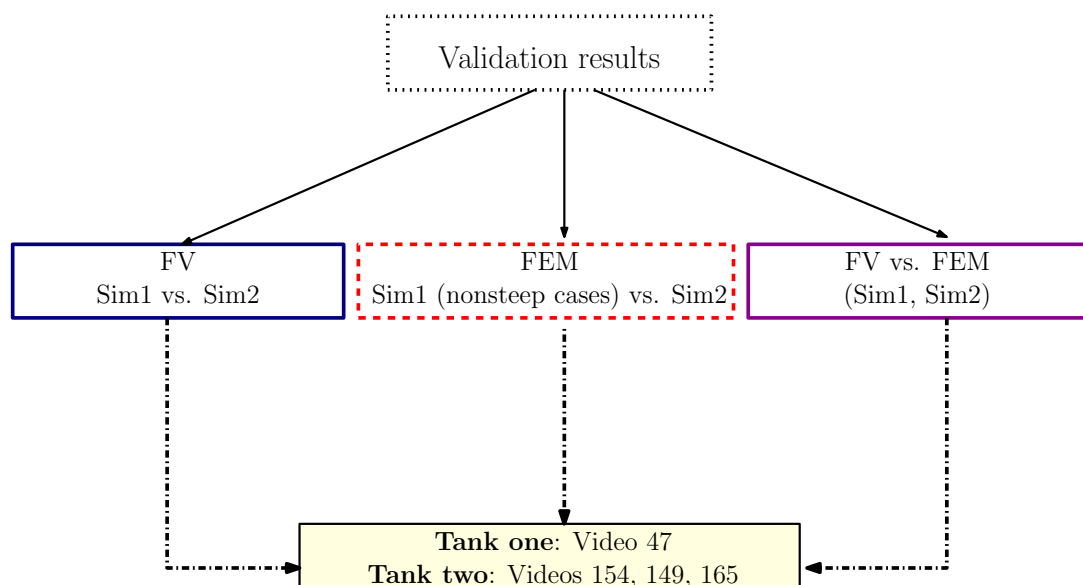 Validation results
FV
Sim1 vs. Sim2
FEM
Sim1 (nonsteep cases) vs. Sim2
FV vs. FEM
(Sim1, Sim2)
Tank one: Video 47
Tank two: Videos 154, 149, 165